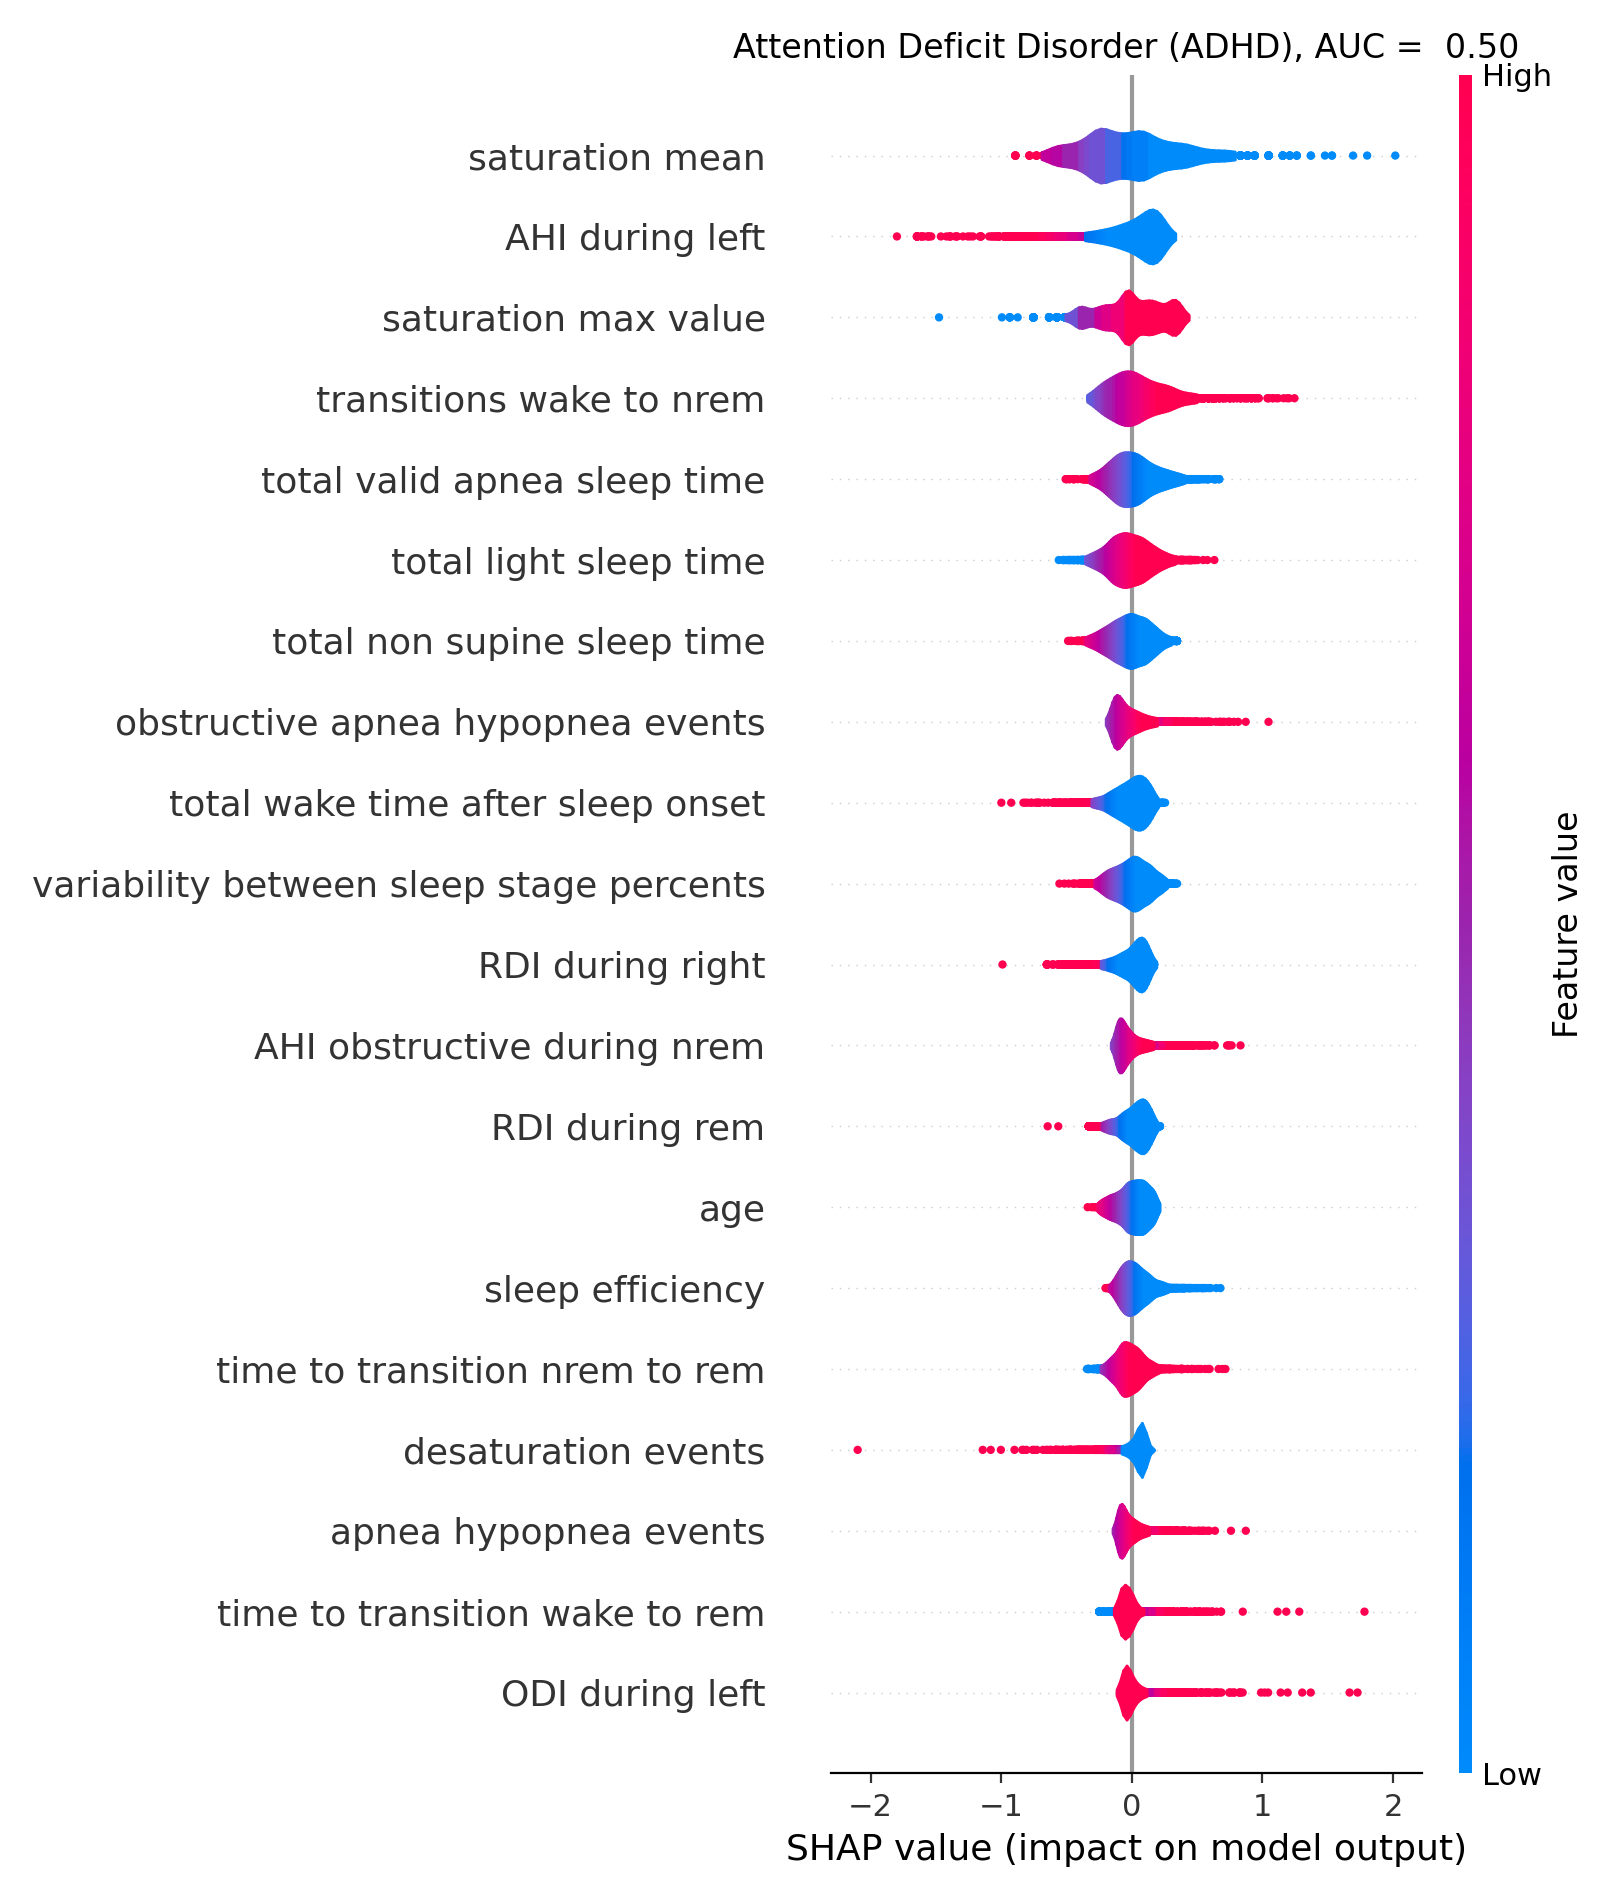 Attention Deficit Disorder (ADHD), AUC =  0.50
High
saturation mean
AHI during left
saturation max value
transitions wake to nrem
total valid apnea sleep time
total light sleep time
total non supine sleep time
obstructive apnea hypopnea events
total wake time after sleep onset
variability between sleep stage percents
RDI during right
AHI obstructive during nrem
RDI during rem
age
sleep efficiency
time to transition nrem to rem
desaturation events
apnea hypopnea events
time to transition wake to rem
ODI during left
Feature value
Low
−2 −1 0 1 2
SHAP value (impact on model output)